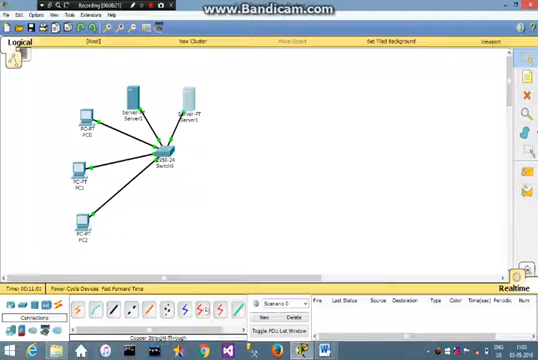 Recording [00:00:21]
www.Bandicam.com
File Edit Options View Tools Extensions Help
Logical [Root] New Cluster Move Object Set Tiled Background Viewport
Server-PT
Server0
Server-PT
Server1
PC-PT
PC0
2950-24
Switch0
PC-PT
PC1
PC-PT
PC2
Power Cycle Devices Fast Forward Time
Realtime
Connections
Copper Straight-Through
Scenario 0
New Delete
Toggle PDU List Window
Fire Last Status Source Destination Type Color Time(sec) Periodic Num
ENG
US
11:03
03-05-2016